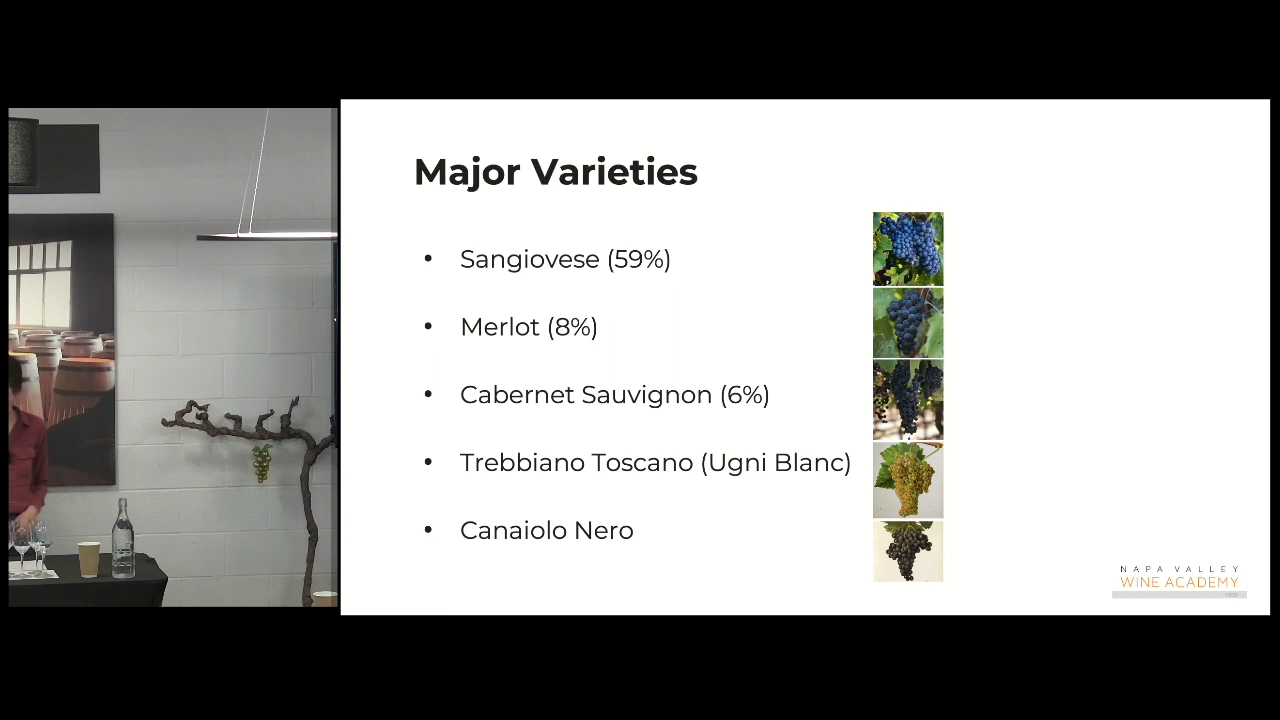 Major Varieties
• Sangiovese (59%)
• Merlot (8%)
• Cabernet Sauvignon (6%)
• Trebbiano Toscano (Ugni Blanc)
• Canaiolo Nero
NAPA VALLEY
WINE ACADEMY